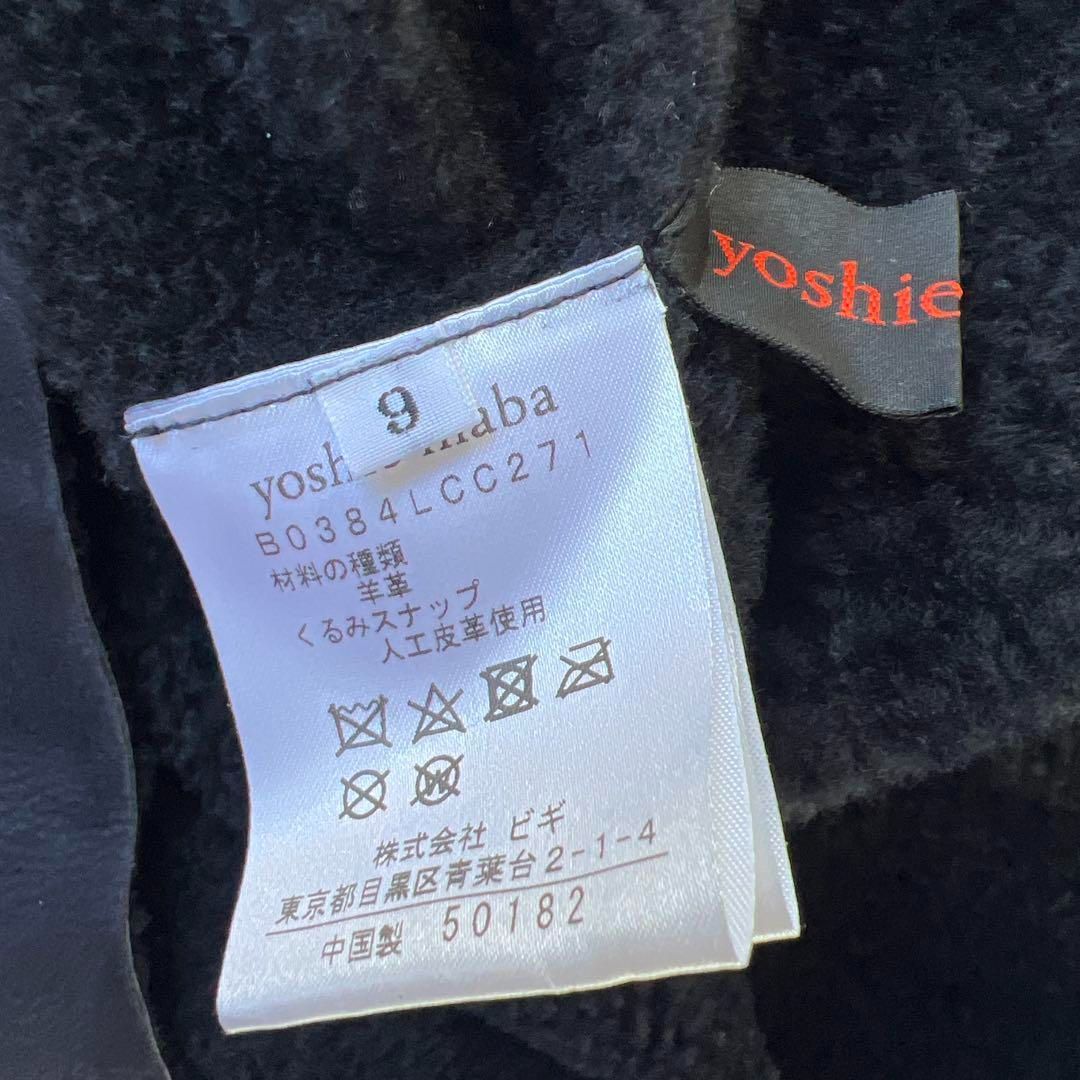 yoshie
9
yoshie inaba
B0384LCC271
材料の種類
羊革
くるみスナップ
人工皮革使用
株式会社 ビギ
東京都目黒区青葉台2-1-4
中国製 50182